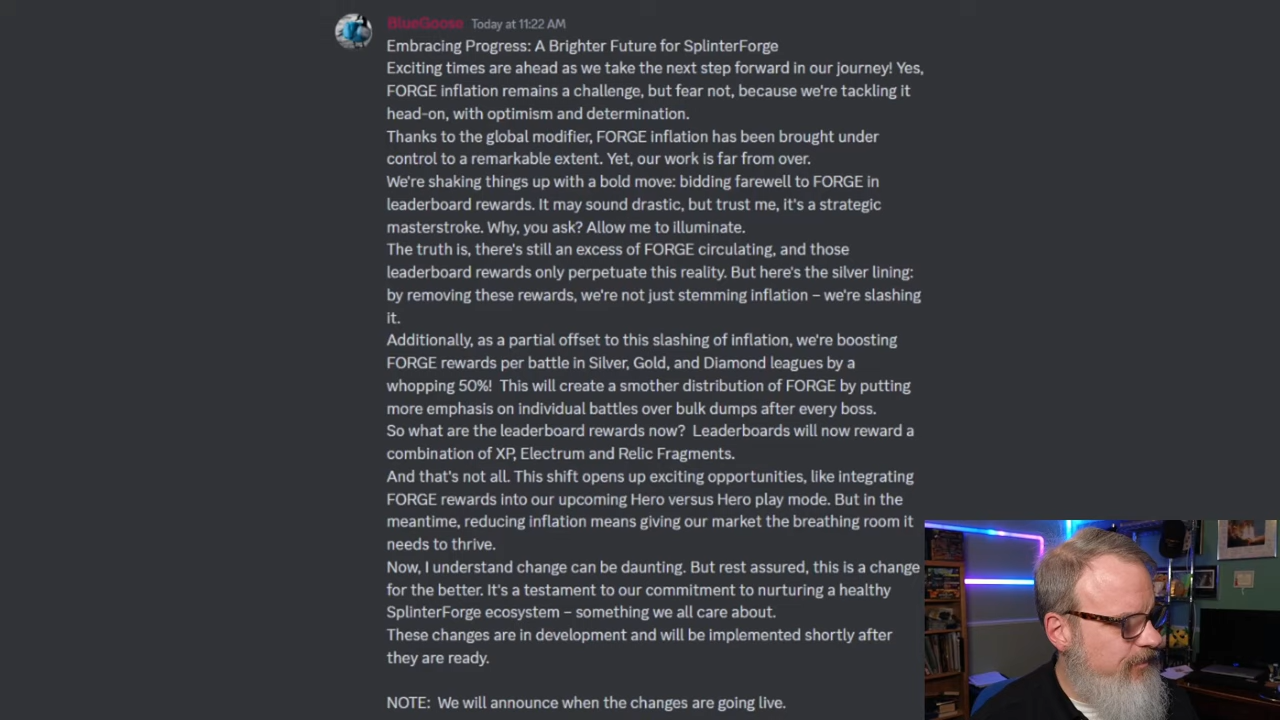 BlueGoose Today at 11:22 AM
Embracing Progress: A Brighter Future for SplinterForge
Exciting times are ahead as we take the next step forward in our journey! Yes,
FORGE inflation remains a challenge, but fear not, because we're tackling it
head-on, with optimism and determination.
Thanks to the global modifier, FORGE inflation has been brought under
control to a remarkable extent. Yet, our work is far from over.
We're shaking things up with a bold move: bidding farewell to FORGE in
leaderboard rewards. It may sound drastic, but trust me, it's a strategic
masterstroke. Why, you ask? Allow me to illuminate.
The truth is, there's still an excess of FORGE circulating, and those
leaderboard rewards only perpetuate this reality. But here's the silver lining:
by removing these rewards, we're not just stemming inflation – we're slashing
it.
Additionally, as a partial offset to this slashing of inflation, we're boosting
FORGE rewards per battle in Silver, Gold, and Diamond leagues by a
whopping 50%!  This will create a smother distribution of FORGE by putting
more emphasis on individual battles over bulk dumps after every boss.
So what are the leaderboard rewards now?  Leaderboards will now reward a
combination of XP, Electrum and Relic Fragments.
And that's not all. This shift opens up exciting opportunities, like integrating
FORGE rewards into our upcoming Hero versus Hero play mode. But in the
meantime, reducing inflation means giving our market the breathing room it
needs to thrive.
Now, I understand change can be daunting. But rest assured, this is a change
for the better. It's a testament to our commitment to nurturing a healthy
SplinterForge ecosystem – something we all care about.
These changes are in development and will be implemented shortly after
they are ready.
NOTE:  We will announce when the changes are going live.